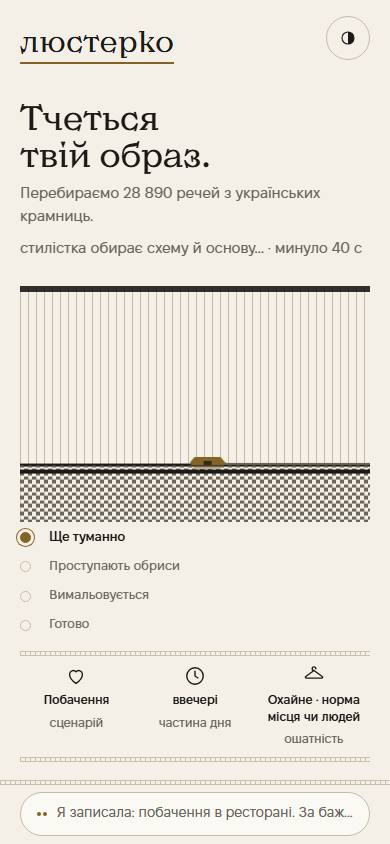 люстерко
Тчеться
твій образ.
Перебираємо 28 890 речей з українських
крамниць.
стилістка обирає схему й основу… · минуло 40 с
Ще туманно
Проступають обриси
Вимальовується
Готово
Побачення
сценарій
ввечері
частина дня
Охайне · норма
місця чи людей
ошатність
Я записала: побачення в ресторані. За баж…